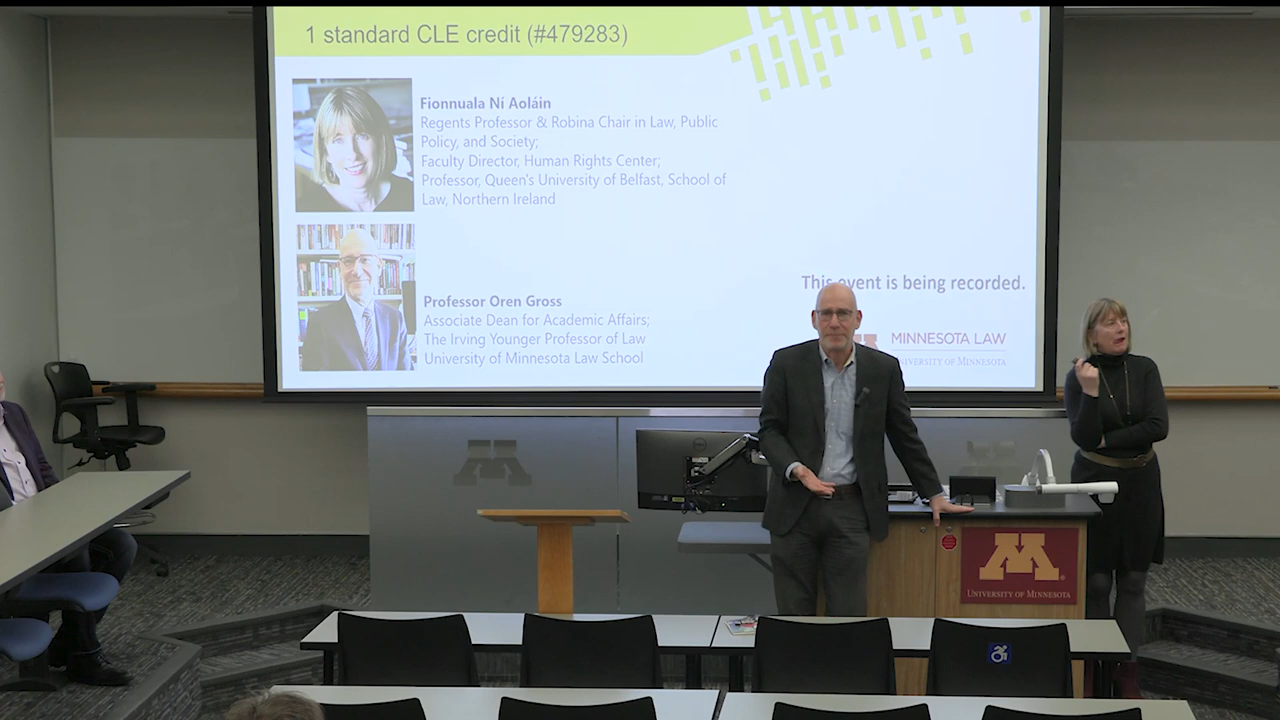 1 standard CLE credit (#479283)
Fionnuala Ní Aoláin
Regents Professor & Robina Chair in Law, Public
Policy, and Society;
Faculty Director, Human Rights Center;
Professor, Queen's University of Belfast, School of
Law, Northern Ireland
Professor Oren Gross
Associate Dean for Academic Affairs;
The Irving Younger Professor of Law
University of Minnesota Law School
This event is being recorded.
MINNESOTA LAW
UNIVERSITY OF MINNESOTA
DELL
M
UNIVERSITY OF MINNESOTA